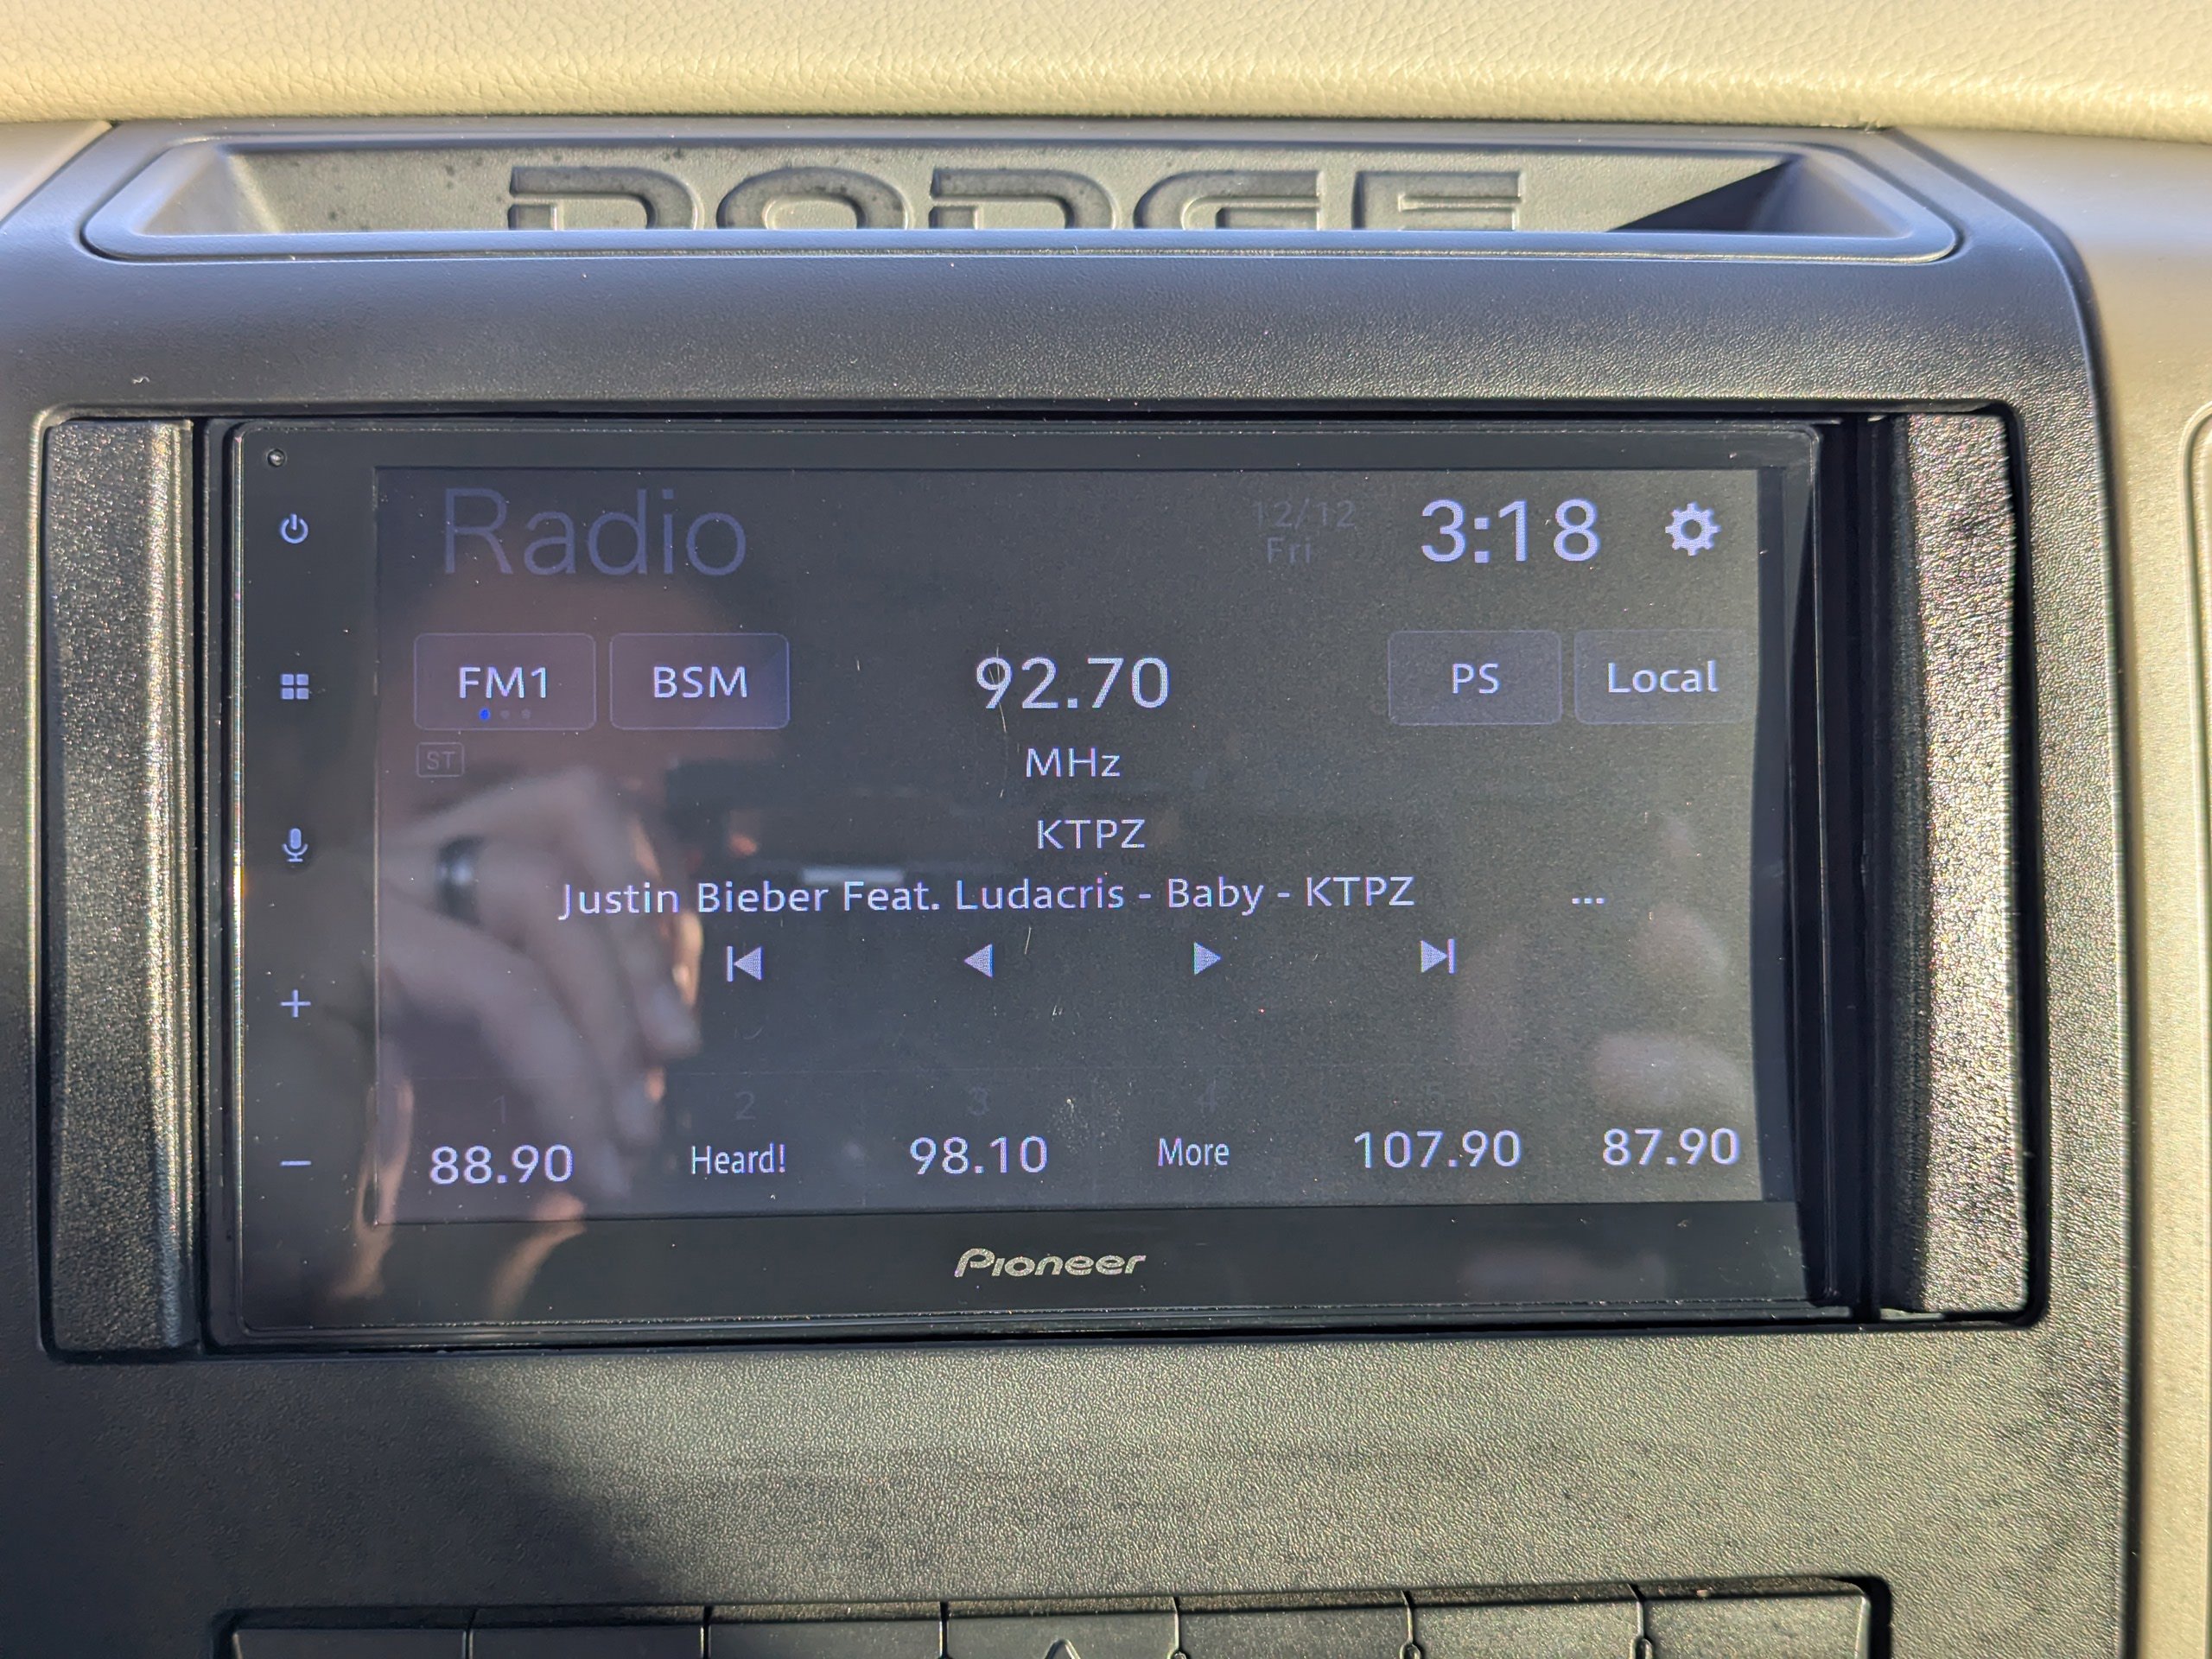 DODGE
Radio
12/12
Fri
3:18
FM1
BSM
92.70
PS
Local
ST
MHz
KTPZ
Justin Bieber Feat. Ludacris - Baby - KTPZ
...
1
2
3
4
88.90
Heard!
98.10
More
107.90
87.90
Pioneer